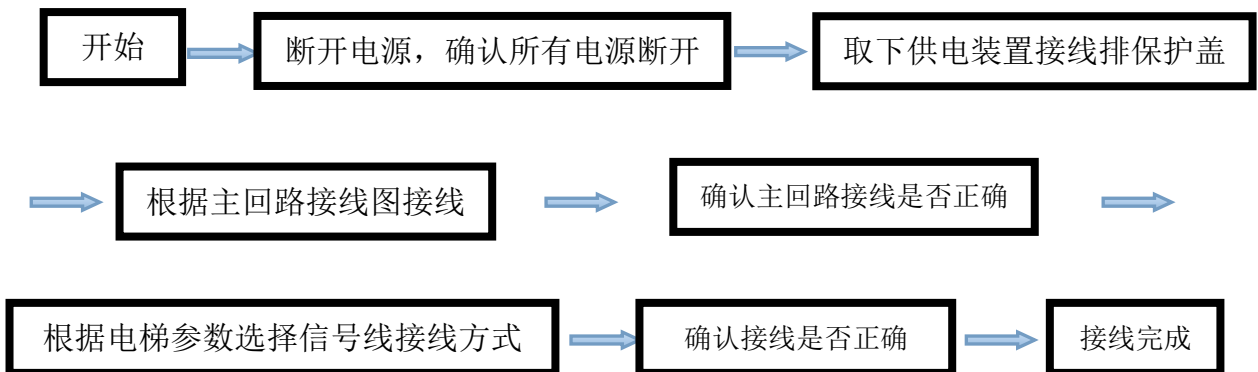 开始
断开电源，确认所有电源断开
取下供电装置接线排保护盖
根据主回路接线图接线
确认主回路接线是否正确
根据电梯参数选择信号线接线方式
确认接线是否正确
接线完成